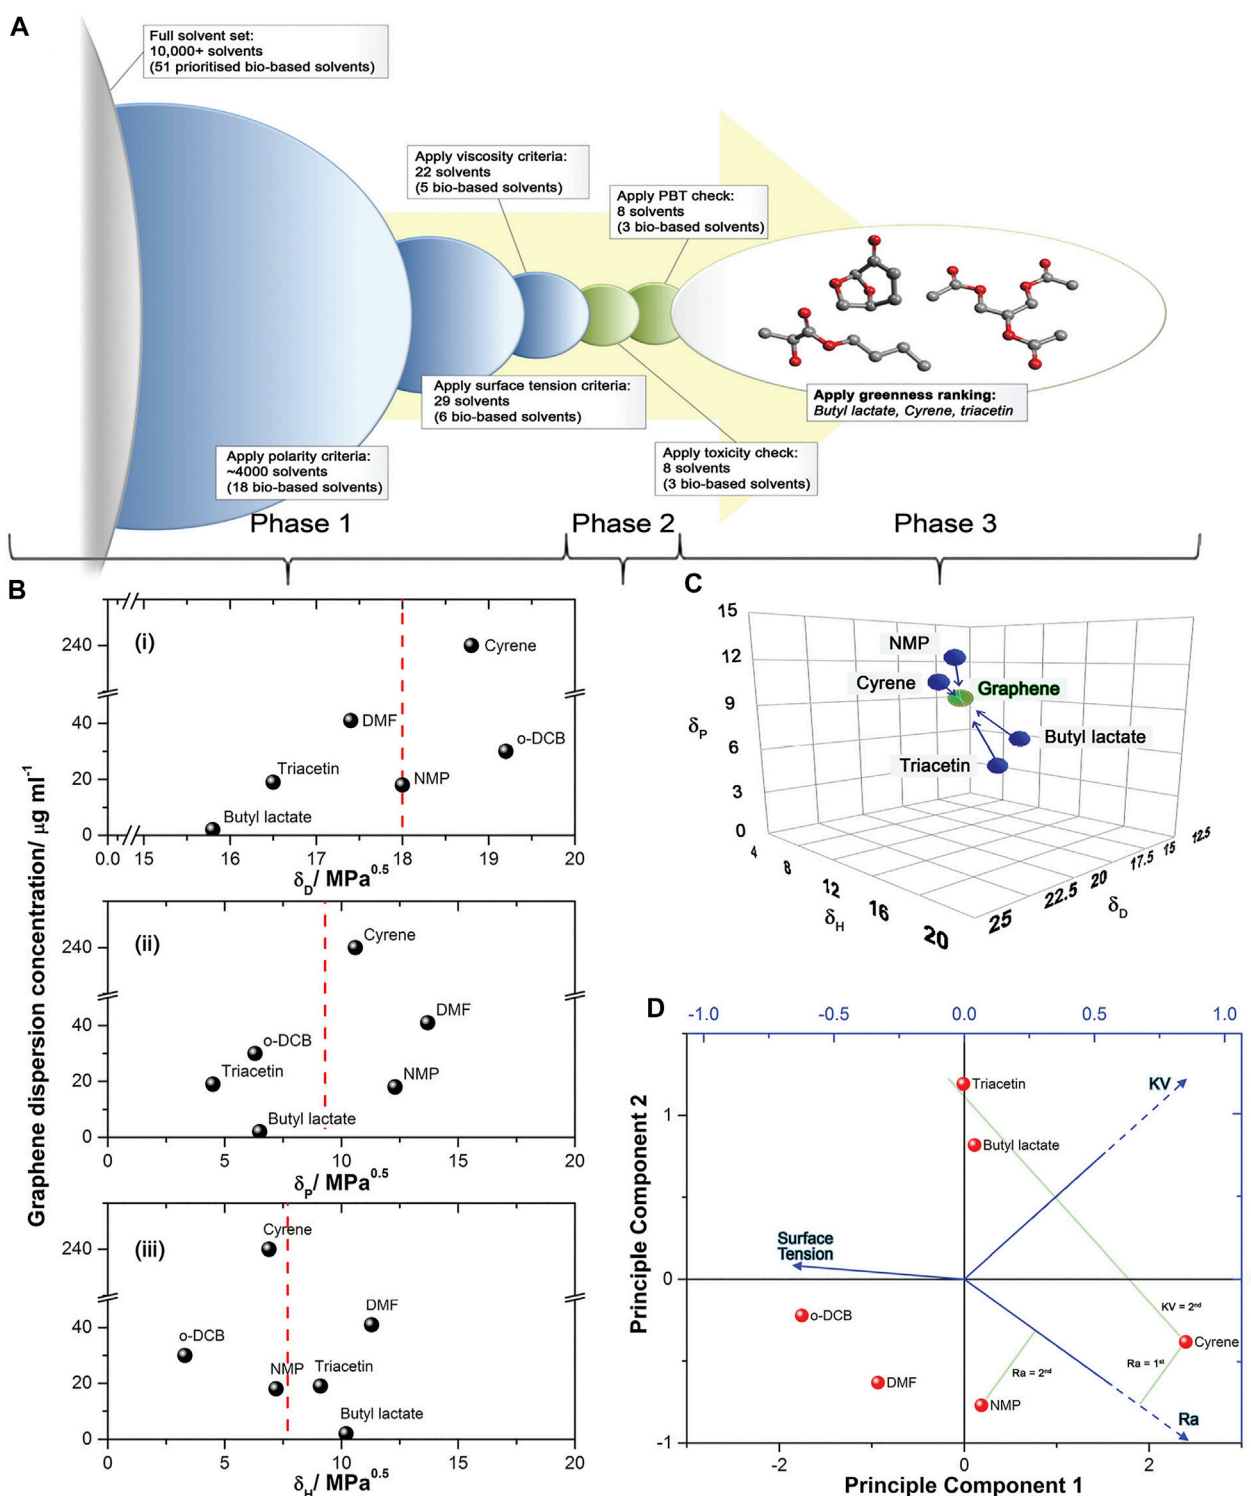 A
Full solvent set:
10,000+ solvents
(51 prioritised bio-based solvents)
Apply viscosity criteria:
22 solvents
(5 bio-based solvents)
Apply PBT check:
8 solvents
(3 bio-based solvents)
Apply surface tension criteria:
29 solvents
(6 bio-based solvents)
Apply greenness ranking:
Butyl lactate, Cyrene, triacetin
Apply polarity criteria:
~4000 solvents
(18 bio-based solvents)
Apply toxicity check:
8 solvents
(3 bio-based solvents)
Phase 1
Phase 2
Phase 3
B
Graphene dispersion concentration/ µg ml-1
(i)
240
40
20
0
Cyrene
DMF
o-DCB
Triacetin
NMP
Butyl lactate
0.0 15 16 17 18 19 20
δD/ MPa0.5
(ii)
240
40
20
0
Cyrene
DMF
o-DCB
Triacetin
NMP
Butyl lactate
0 5 10 15 20
δP/ MPa0.5
(iii)
240
40
20
0
Cyrene
DMF
o-DCB
NMP
Triacetin
Butyl lactate
0 5 10 15 20
δH/ MPa0.5
C
15
12
9
6
3
0
δP
NMP
Cyrene
Graphene
Butyl lactate
Triacetin
4 8 12 16 20
δH
25 22.5 20 17.5 15 12.5
δD
D
-1.0 -0.5 0.0 0.5 1.0
Principle Component 2
1
0
-1
Triacetin
KV
Butyl lactate
Surface
Tension
KV = 2nd
o-DCB
Cyrene
Ra = 1st
Ra = 2nd
DMF
NMP
Ra
-2 0 2
Principle Component 1